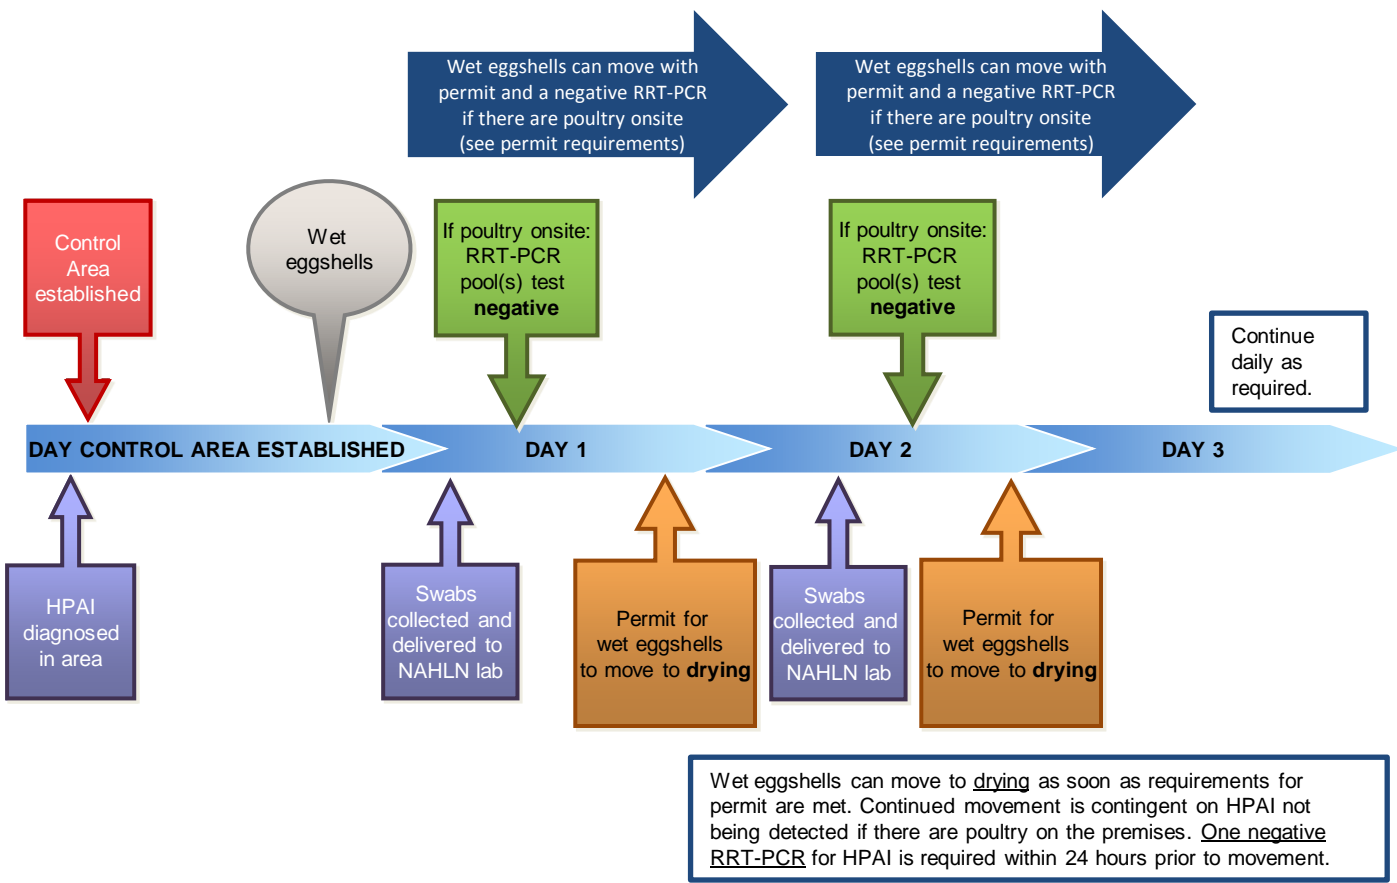 Wet eggshells can move with
permit and a negative RRT-PCR
if there are poultry onsite
(see permit requirements)
Wet eggshells can move with
permit and a negative RRT-PCR
if there are poultry onsite
(see permit requirements)
Control
Area
established
Wet
eggshells
If poultry onsite:
RRT-PCR
pool(s) test
negative
If poultry onsite:
RRT-PCR
pool(s) test
negative
Continue
daily as
required.
DAY CONTROL AREA ESTABLISHED
DAY 1
DAY 2
DAY 3
HPAI
diagnosed
in area
Swabs
collected and
delivered to
NAHLN lab
Permit for
wet eggshells
to move to drying
Swabs
collected and
delivered to
NAHLN lab
Permit for
wet eggshells
to move to drying
Wet eggshells can move to drying as soon as requirements for
permit are met. Continued movement is contingent on HPAI not
being detected if there are poultry on the premises. One negative
RRT-PCR for HPAI is required within 24 hours prior to movement.